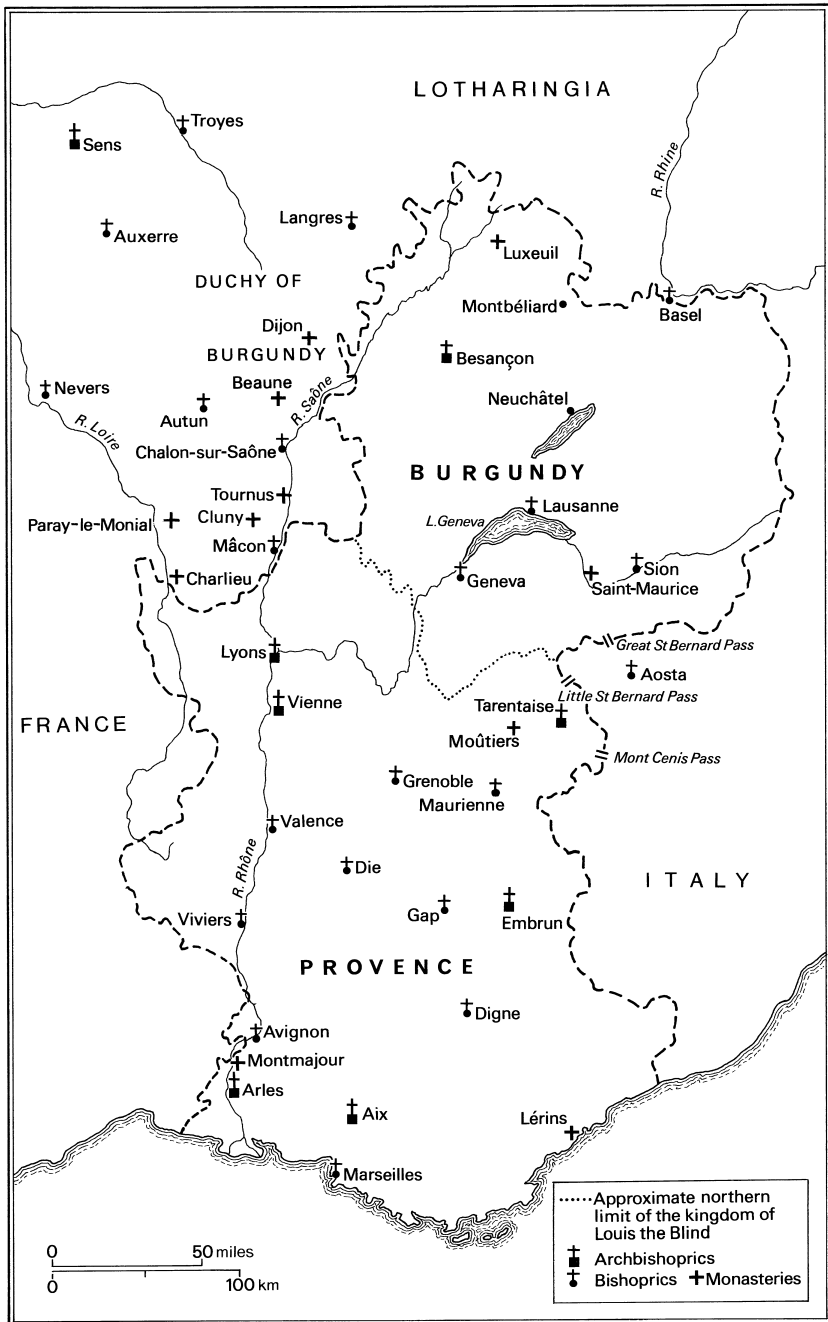 LOTHARINGIA
Troyes
Sens
R. Rhine
Langres
Auxerre
Luxeuil
DUCHY OF
BURGUNDY
Montbéliard
Basel
Dijon
Besançon
Nevers
Beaune
R. Saône
Autun
Neuchâtel
R. Loire
Chalon-sur-Saône
BURGUNDY
Tournus
Lausanne
L. Geneva
Paray-le-Monial
Cluny
Mâcon
Charlieu
Geneva
Sion
Saint-Maurice
Lyons
Great St Bernard Pass
Aosta
Little St Bernard Pass
Vienne
Tarentaise
FRANCE
Moûtiers
Mont Cenis Pass
Grenoble
Maurienne
Valence
R. Rhône
Die
ITALY
Gap
Embrun
Viviers
PROVENCE
Digne
Avignon
Montmajour
Arles
Aix
Lérins
Marseilles
Approximate northern
limit of the kingdom of
Louis the Blind
Archbishoprics
Bishoprics Monasteries
0 50 miles
0 100 km